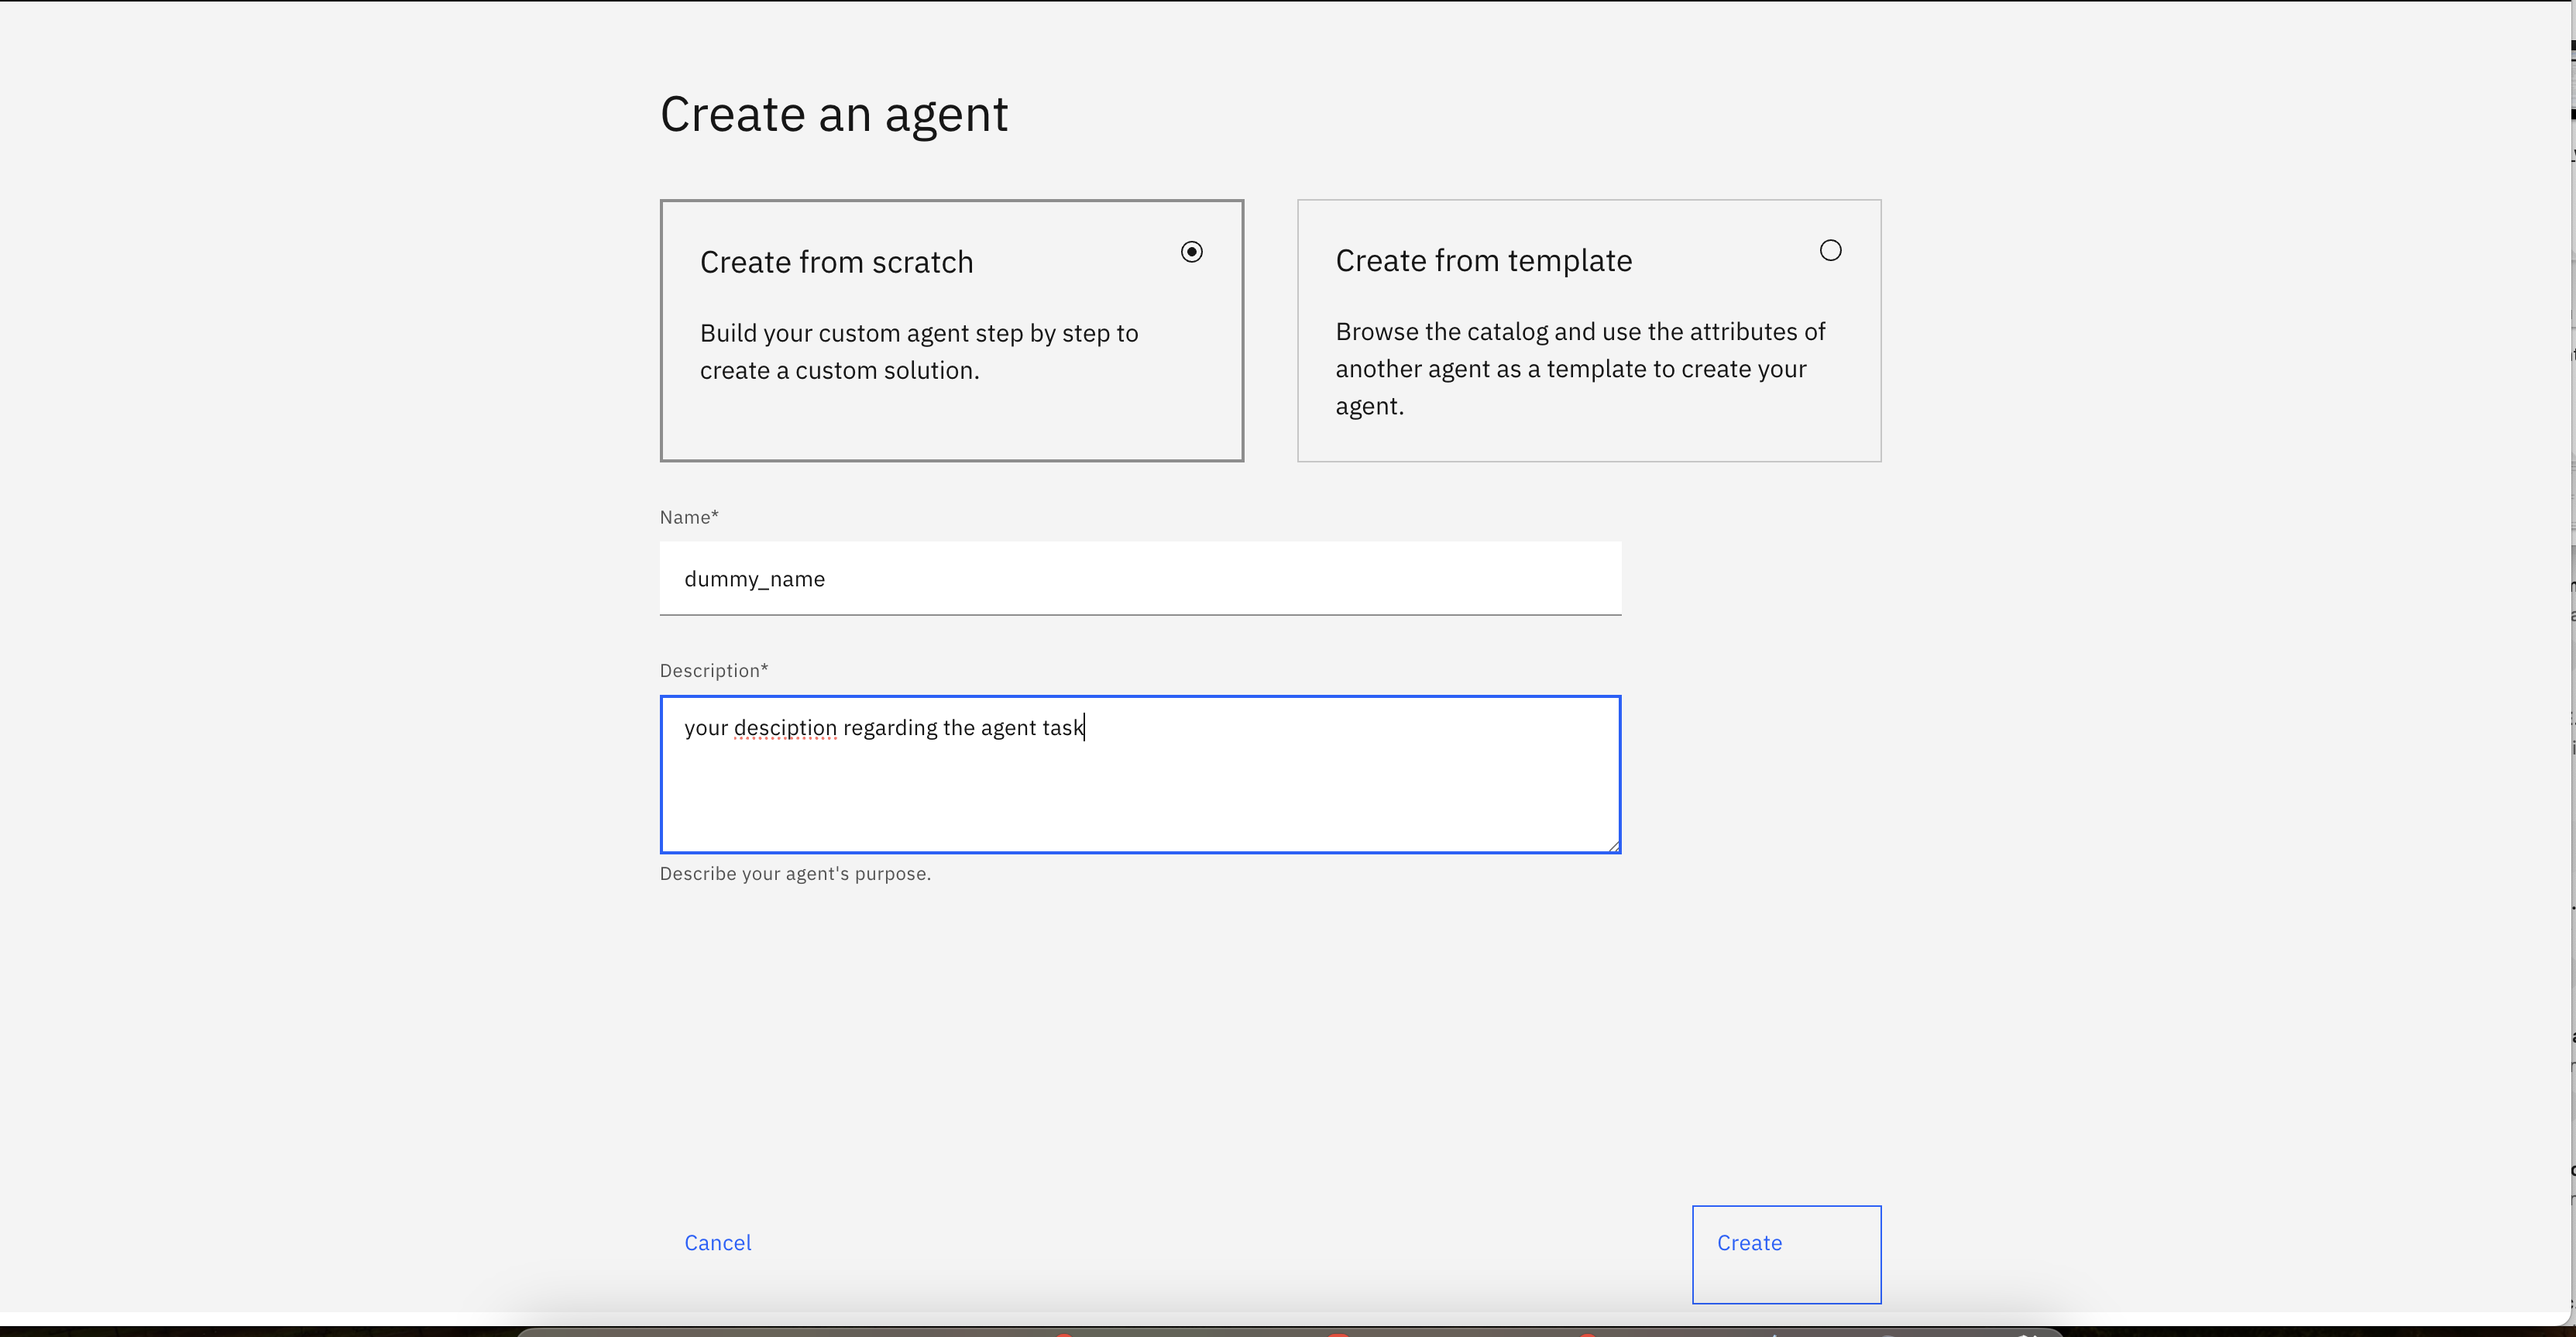 Create an agent
Create from scratch
Build your custom agent step by step to
create a custom solution.
Create from template
Browse the catalog and use the attributes of
another agent as a template to create your
agent.
Name*
dummy_name
Description*
your desciption regarding the agent task
Describe your agent's purpose.
Cancel
Create